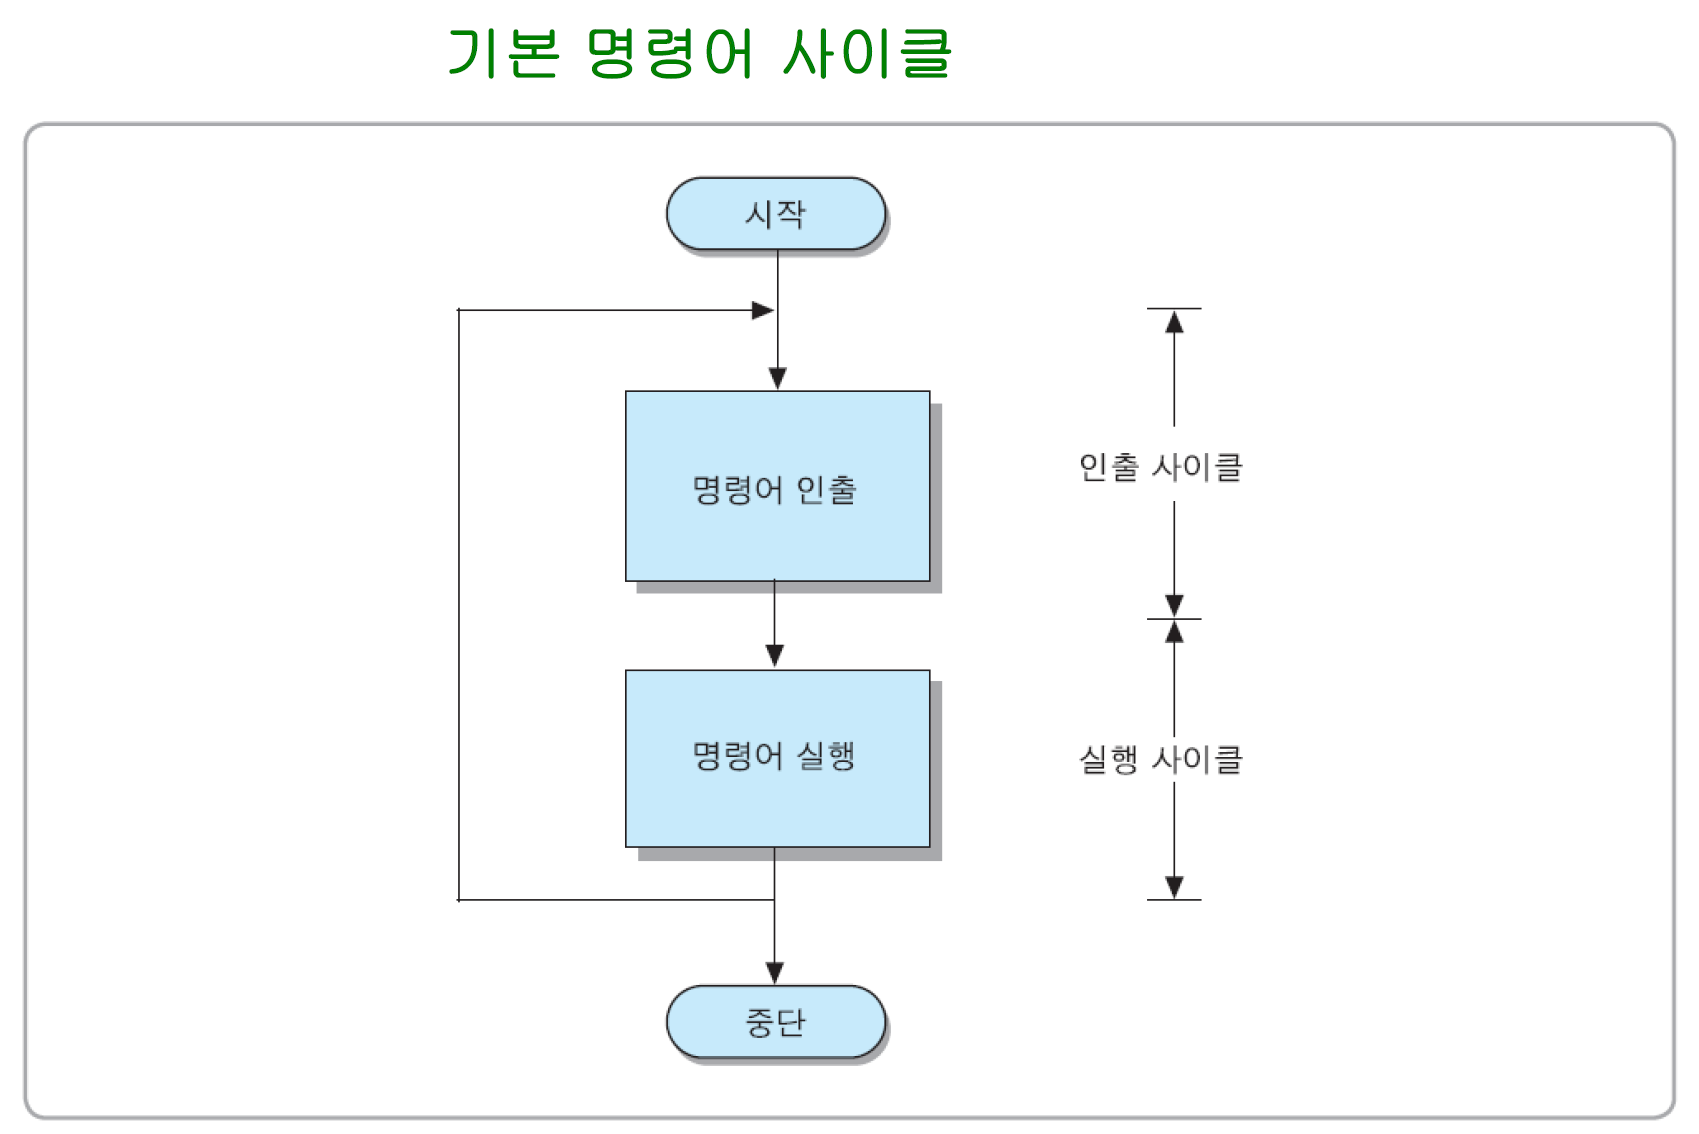 기본 명령어 사이클
시작
명령어 인출
인출 사이클
명령어 실행
실행 사이클
중단